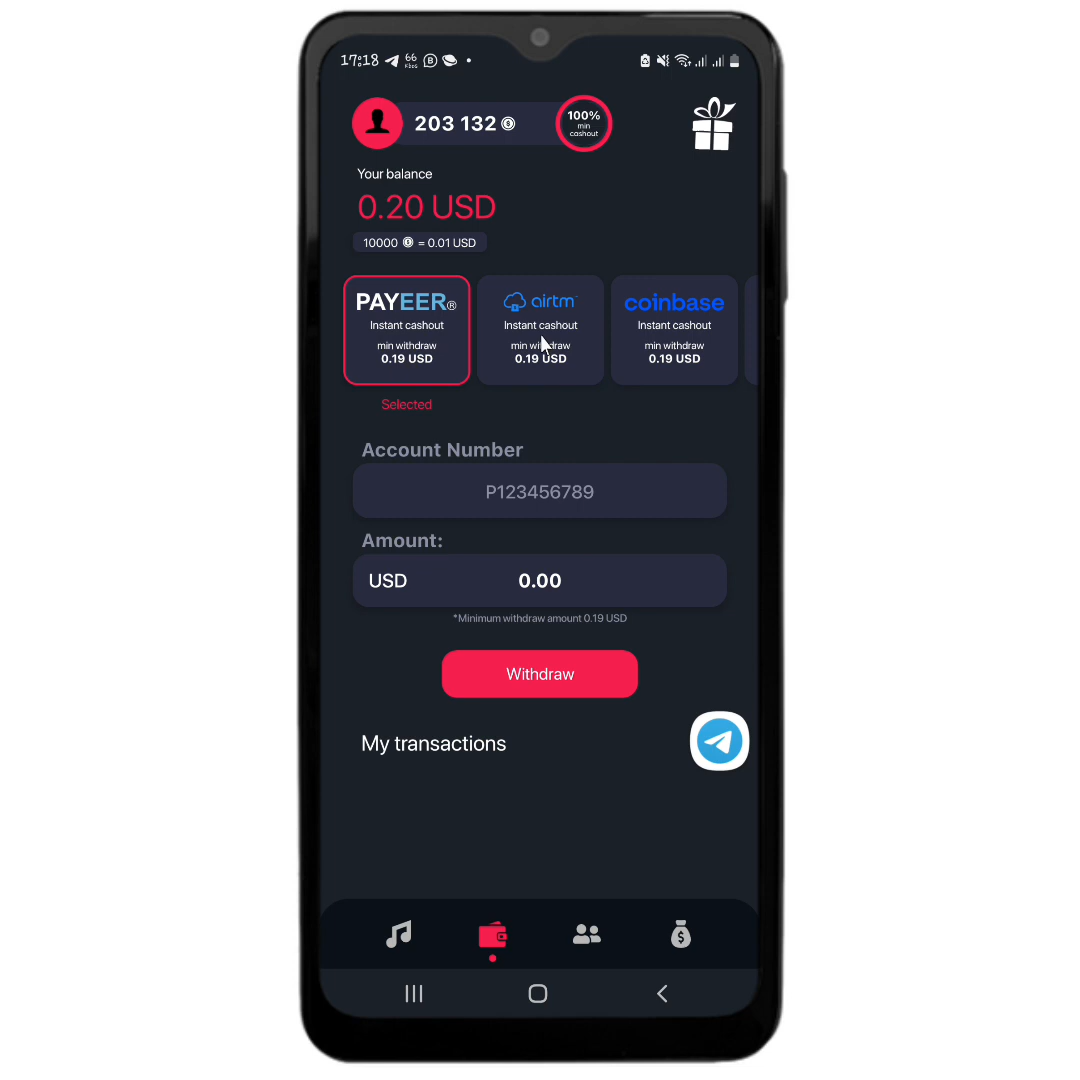 17:18
66
203 132
100%
min
cashout
Your balance
0.20 USD
10000 = 0.01 USD
PAYEER®
Instant cashout
min withdraw
0.19 USD
airtm
Instant cashout
min withdraw
0.19 USD
coinbase
Instant cashout
min withdraw
0.19 USD
Selected
Account Number
P123456789
Amount:
USD 0.00
*Minimum withdraw amount 0.19 USD
Withdraw
My transactions